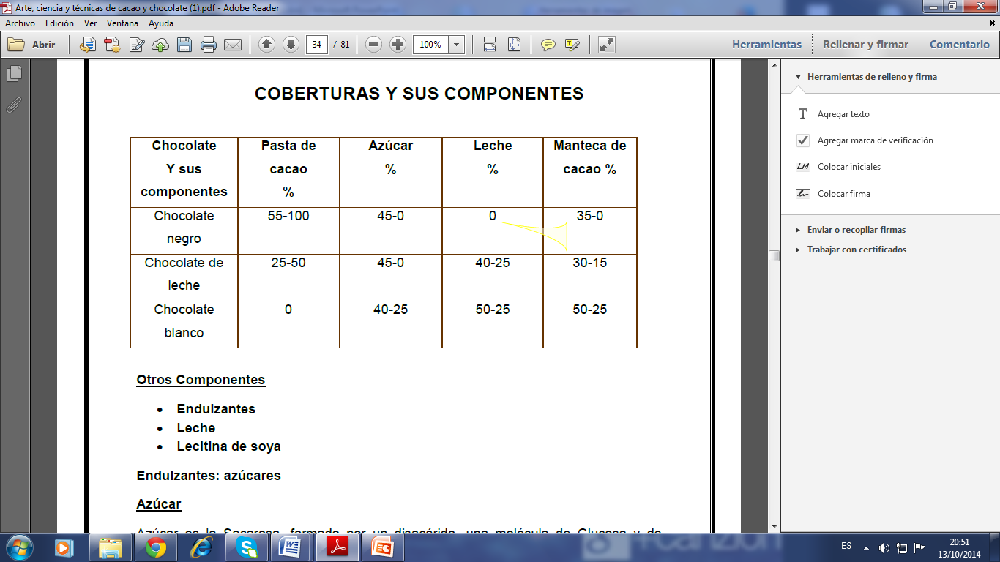 Arte, ciencia y técnicas de cacao y chocolate (1).pdf - Adobe Reader
Archivo Edición Ver Ventana Ayuda
Abrir 34 / 81 100% Herramientas Rellenar y firmar Comentario
COBERTURAS Y SUS COMPONENTES
Chocolate Pasta de Azúcar Leche Manteca de
Y sus cacao % % cacao %
componentes %
Chocolate 55-100 45-0 0 35-0
negro
Chocolate de 25-50 45-0 40-25 30-15
leche
Chocolate 0 40-25 50-25 50-25
blanco
Otros Componentes
• Endulzantes
• Leche
• Lecitina de soya
Endulzantes: azúcares
Azúcar
Azúcar es la Sacarosa, formado por un disacárido, una molécula de Glucosa y de
Herramientas de relleno y firma
T Agregar texto
Agregar marca de verificación
LM Colocar iniciales
Colocar firma
Enviar o recopilar firmas
Trabajar con certificados
ES 20:51
13/10/2014